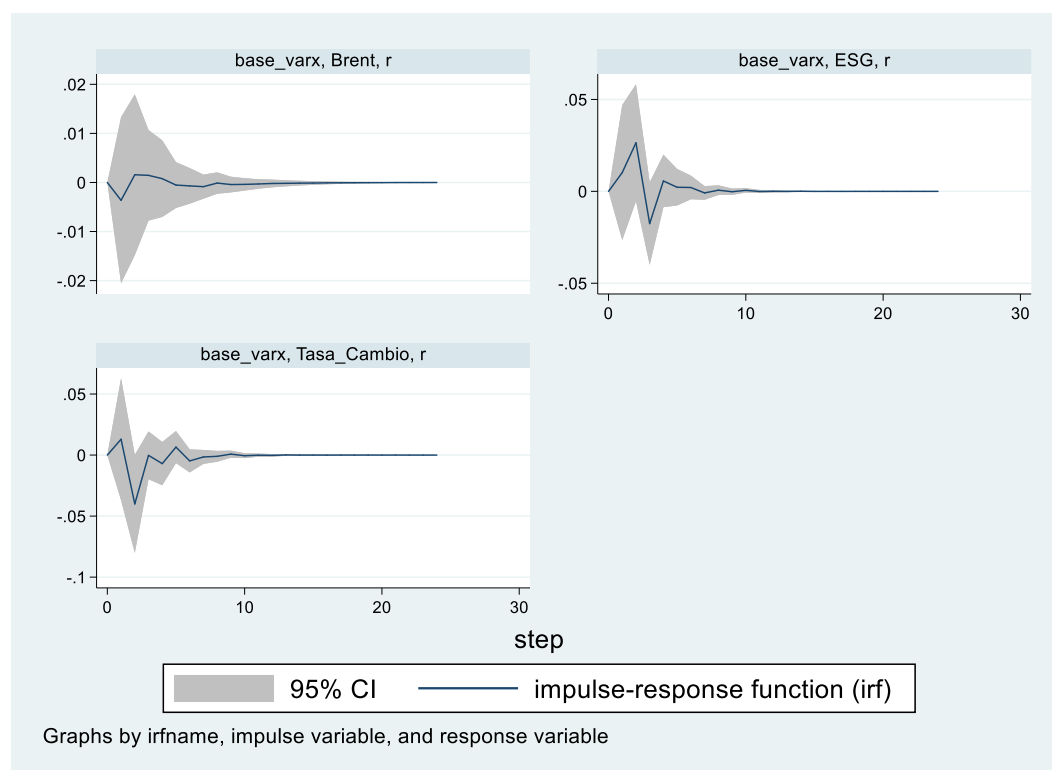 base_varx, Brent, r
.02
.01
0
-.01
-.02
base_varx, ESG, r
.05
0
-.05
0 10 20 30
base_varx, Tasa_Cambio, r
.05
0
-.05
-.1
0 10 20 30
step
95% CI impulse-response function (irf)
Graphs by irfname, impulse variable, and response variable